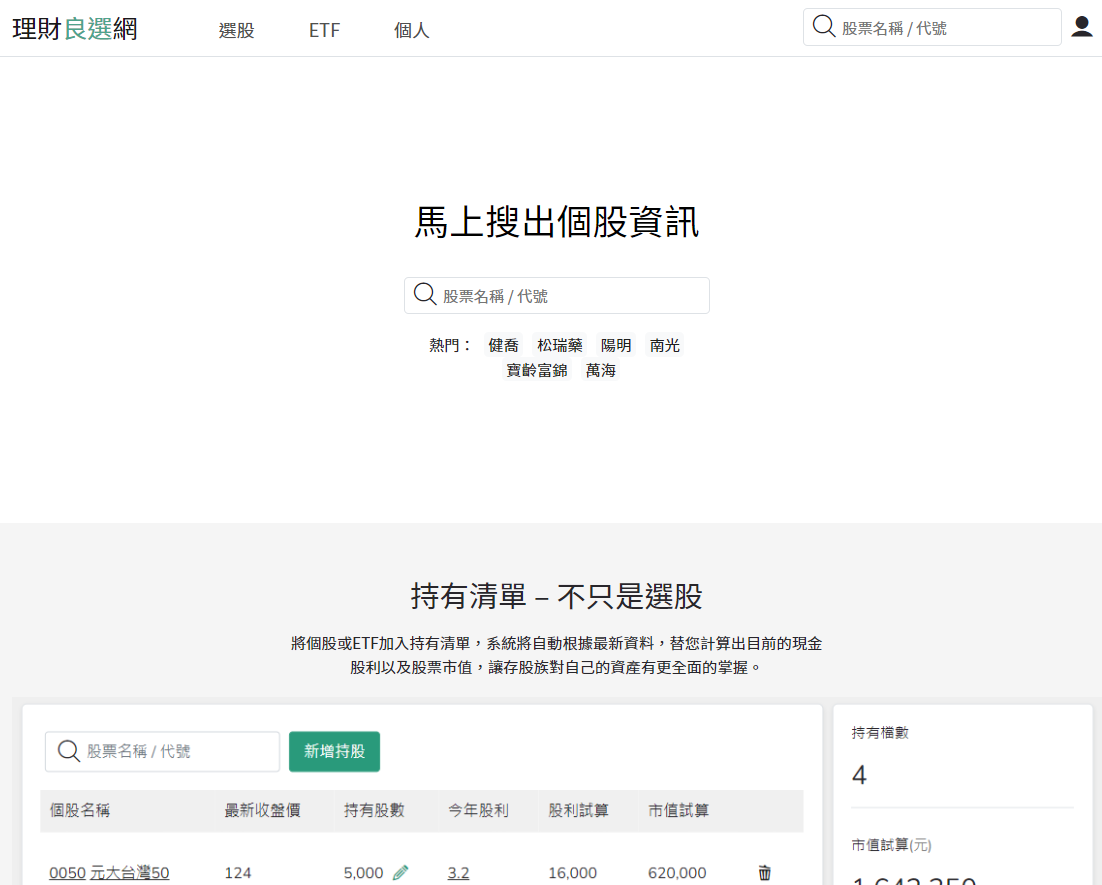 理財良選網 選股 ETF 個人 股票名稱 / 代號
馬上搜出個股資訊
股票名稱 / 代號
熱門： 健喬 松瑞藥 陽明 南光
寶齡富錦 萬海
持有清單 – 不只是選股
將個股或ETF加入持有清單，系統將自動根據最新資料，替您計算出目前的現金
股利以及股票市值，讓存股族對自己的資產有更全面的掌握。
股票名稱 / 代號 新增持股
個股名稱 最新收盤價 持有股數 今年股利 股利試算 市值試算
0050 元大台灣50 124 5,000 3.2 16,000 620,000
持有檔數
4
市值試算(元)